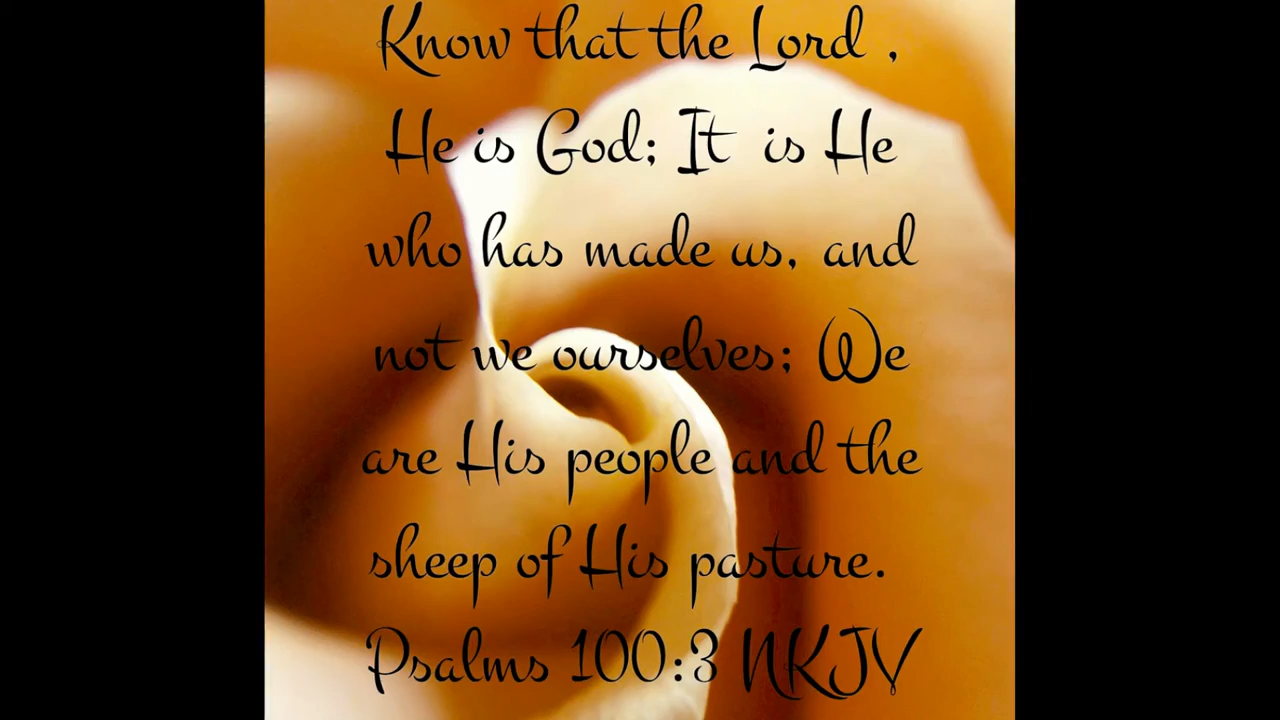 Know that the Lord ,
He is God; It is He
who has made us, and
not we ourselves; We
are His people and the
sheep of His pasture.
Psalms 100:3 NKJV